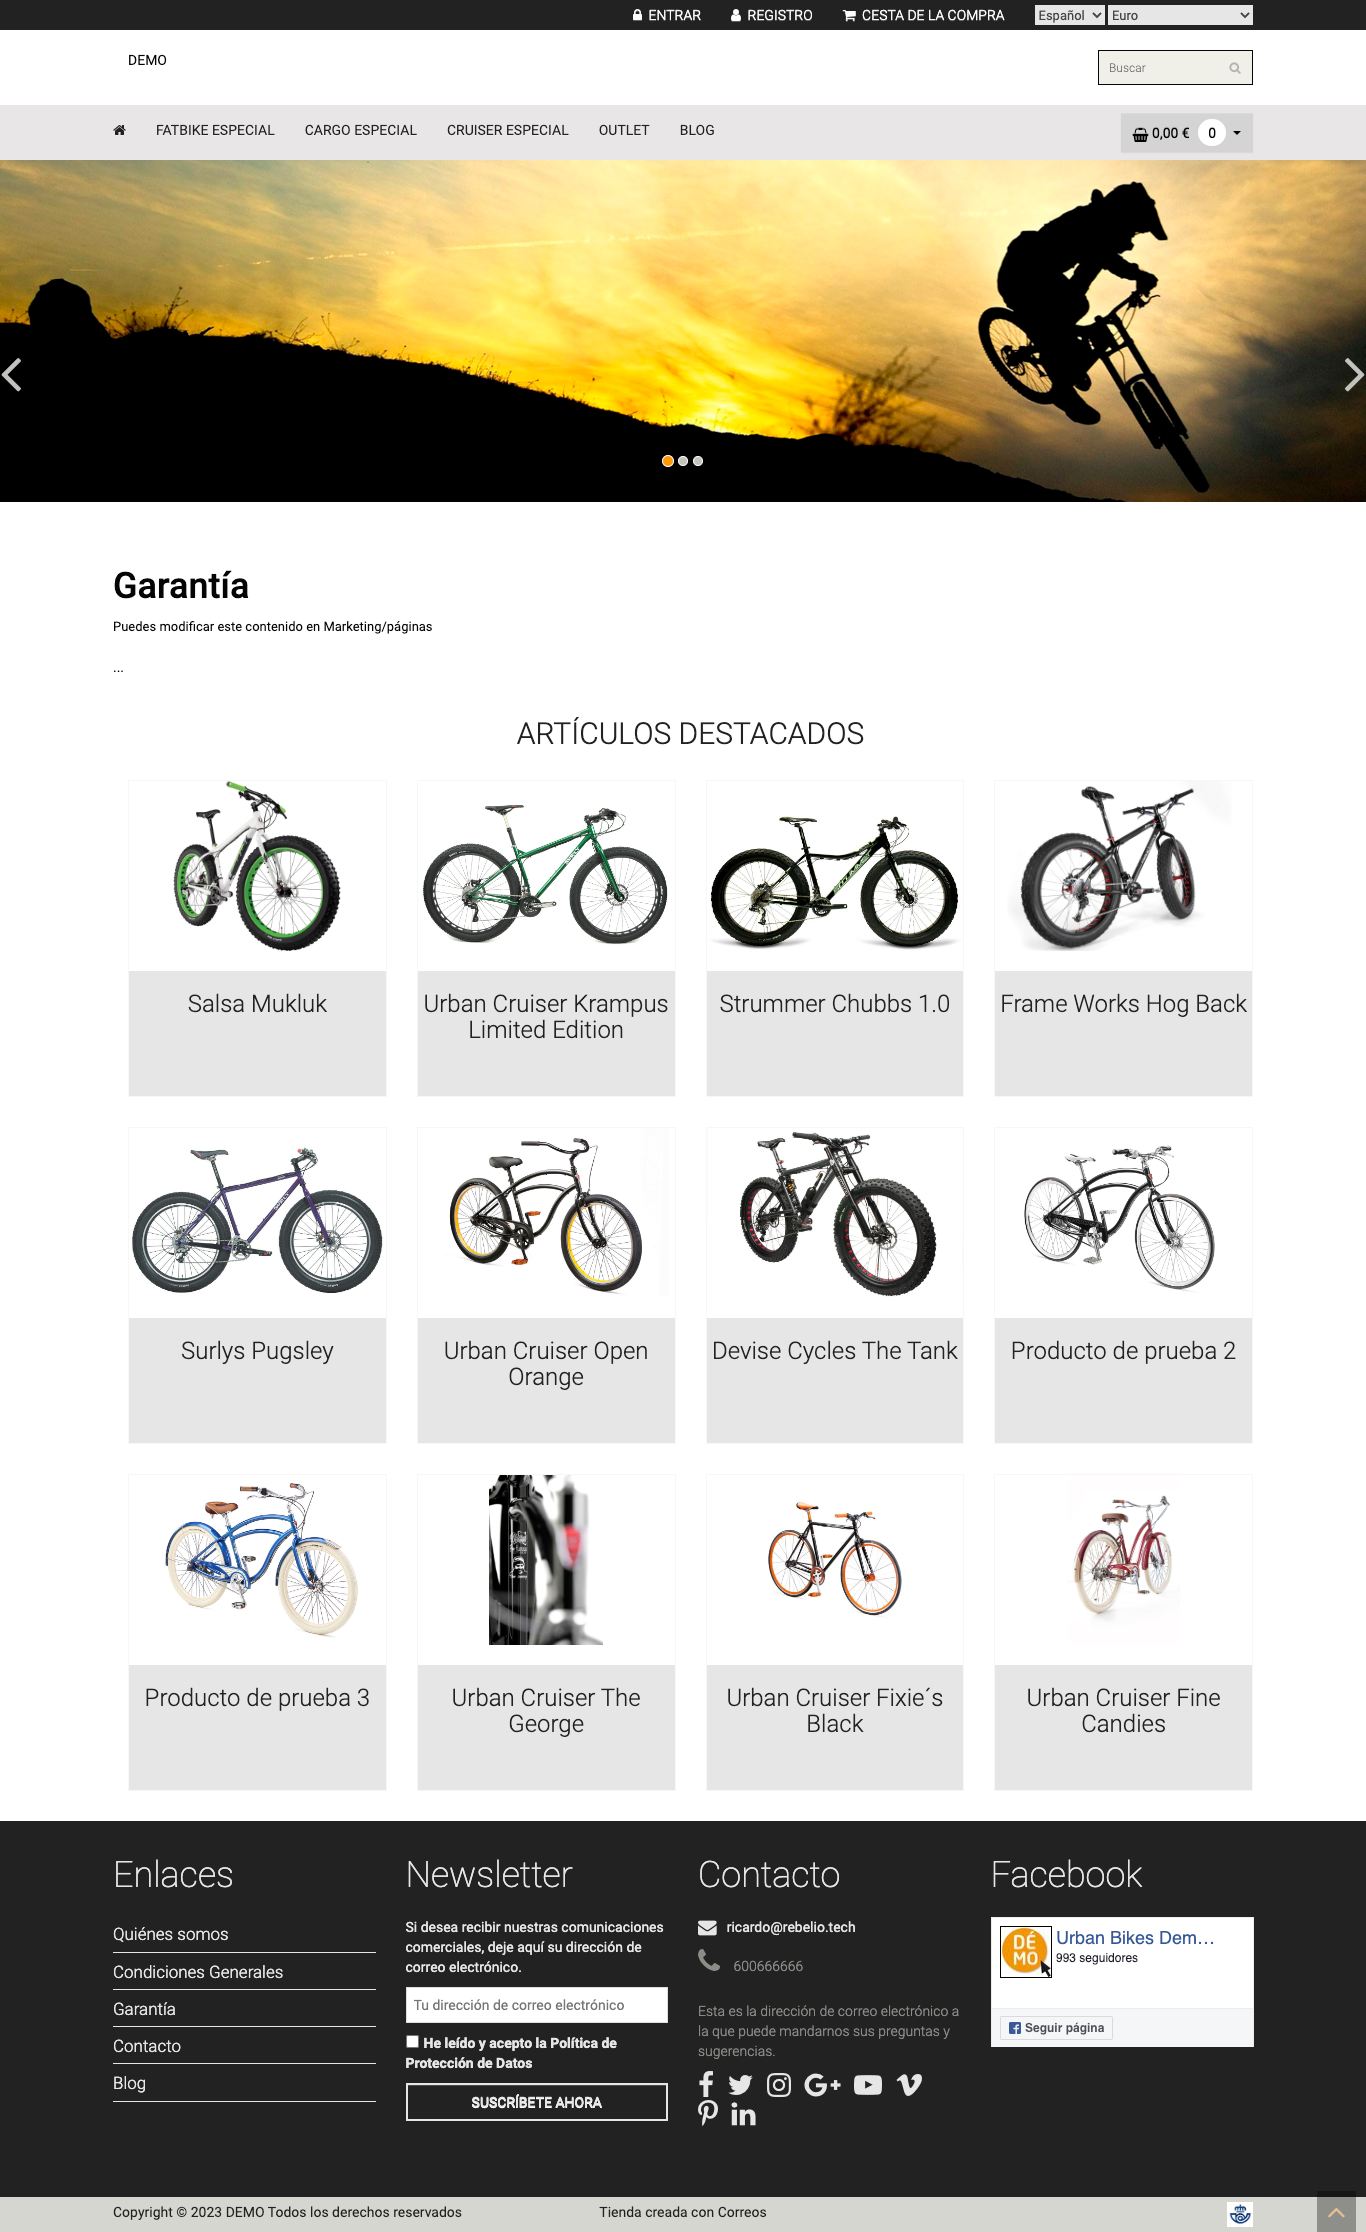 ENTRAR REGISTRO CESTA DE LA COMPRA Español Euro
DEMO
Buscar
FATBIKE ESPECIAL CARGO ESPECIAL CRUISER ESPECIAL OUTLET BLOG
0,00 € 0
Garantía
Puedes modificar este contenido en Marketing/páginas
...
ARTÍCULOS DESTACADOS
Salsa Mukluk
Urban Cruiser Krampus
Limited Edition
Strummer Chubbs 1.0
Frame Works Hog Back
Surlys Pugsley
Urban Cruiser Open
Orange
Devise Cycles The Tank
Producto de prueba 2
Producto de prueba 3
Urban Cruiser The
George
Urban Cruiser Fixie´s
Black
Urban Cruiser Fine
Candies
Enlaces
Quiénes somos
Condiciones Generales
Garantía
Contacto
Blog
Newsletter
Si desea recibir nuestras comunicaciones
comerciales, deje aquí su dirección de
correo electrónico.
Tu dirección de correo electrónico
He leído y acepto la Política de
Protección de Datos
SUSCRÍBETE AHORA
Contacto
ricardo@rebelio.tech
600666666
Esta es la dirección de correo electrónico a
la que puede mandarnos sus preguntas y
sugerencias.
Facebook
DÉ
MO
Urban Bikes Dem...
993 seguidores
Seguir página
Copyright © 2023 DEMO Todos los derechos reservados
Tienda creada con Correos